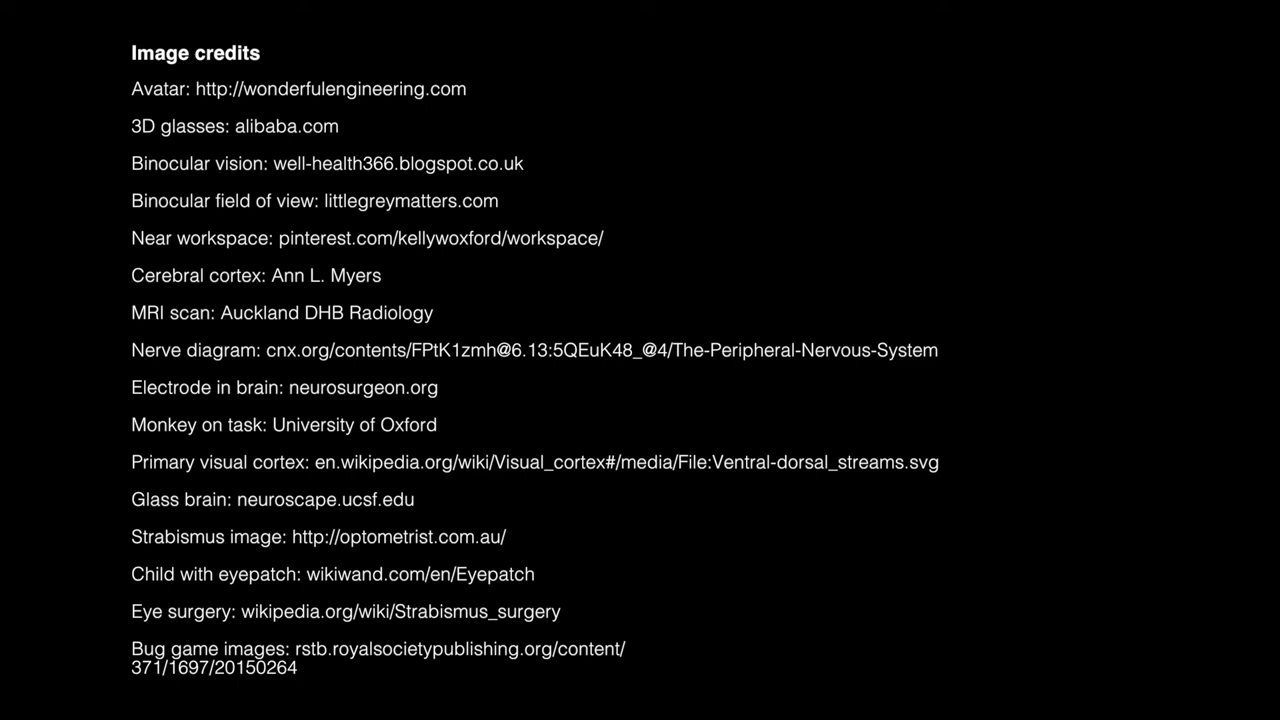 Image credits
Avatar: http://wonderfulengineering.com
3D glasses: alibaba.com
Binocular vision: well-health366.blogspot.co.uk
Binocular field of view: littlegreymatters.com
Near workspace: pinterest.com/kellywoxford/workspace/
Cerebral cortex: Ann L. Myers
MRI scan: Auckland DHB Radiology
Nerve diagram: cnx.org/contents/FPtK1zmh@6.13:5QEuK48_@4/The-Peripheral-Nervous-System
Electrode in brain: neurosurgeon.org
Monkey on task: University of Oxford
Primary visual cortex: en.wikipedia.org/wiki/Visual_cortex#/media/File:Ventral-dorsal_streams.svg
Glass brain: neuroscape.ucsf.edu
Strabismus image: http://optometrist.com.au/
Child with eyepatch: wikiwand.com/en/Eyepatch
Eye surgery: wikipedia.org/wiki/Strabismus_surgery
Bug game images: rstb.royalsocietypublishing.org/content/
371/1697/20150264